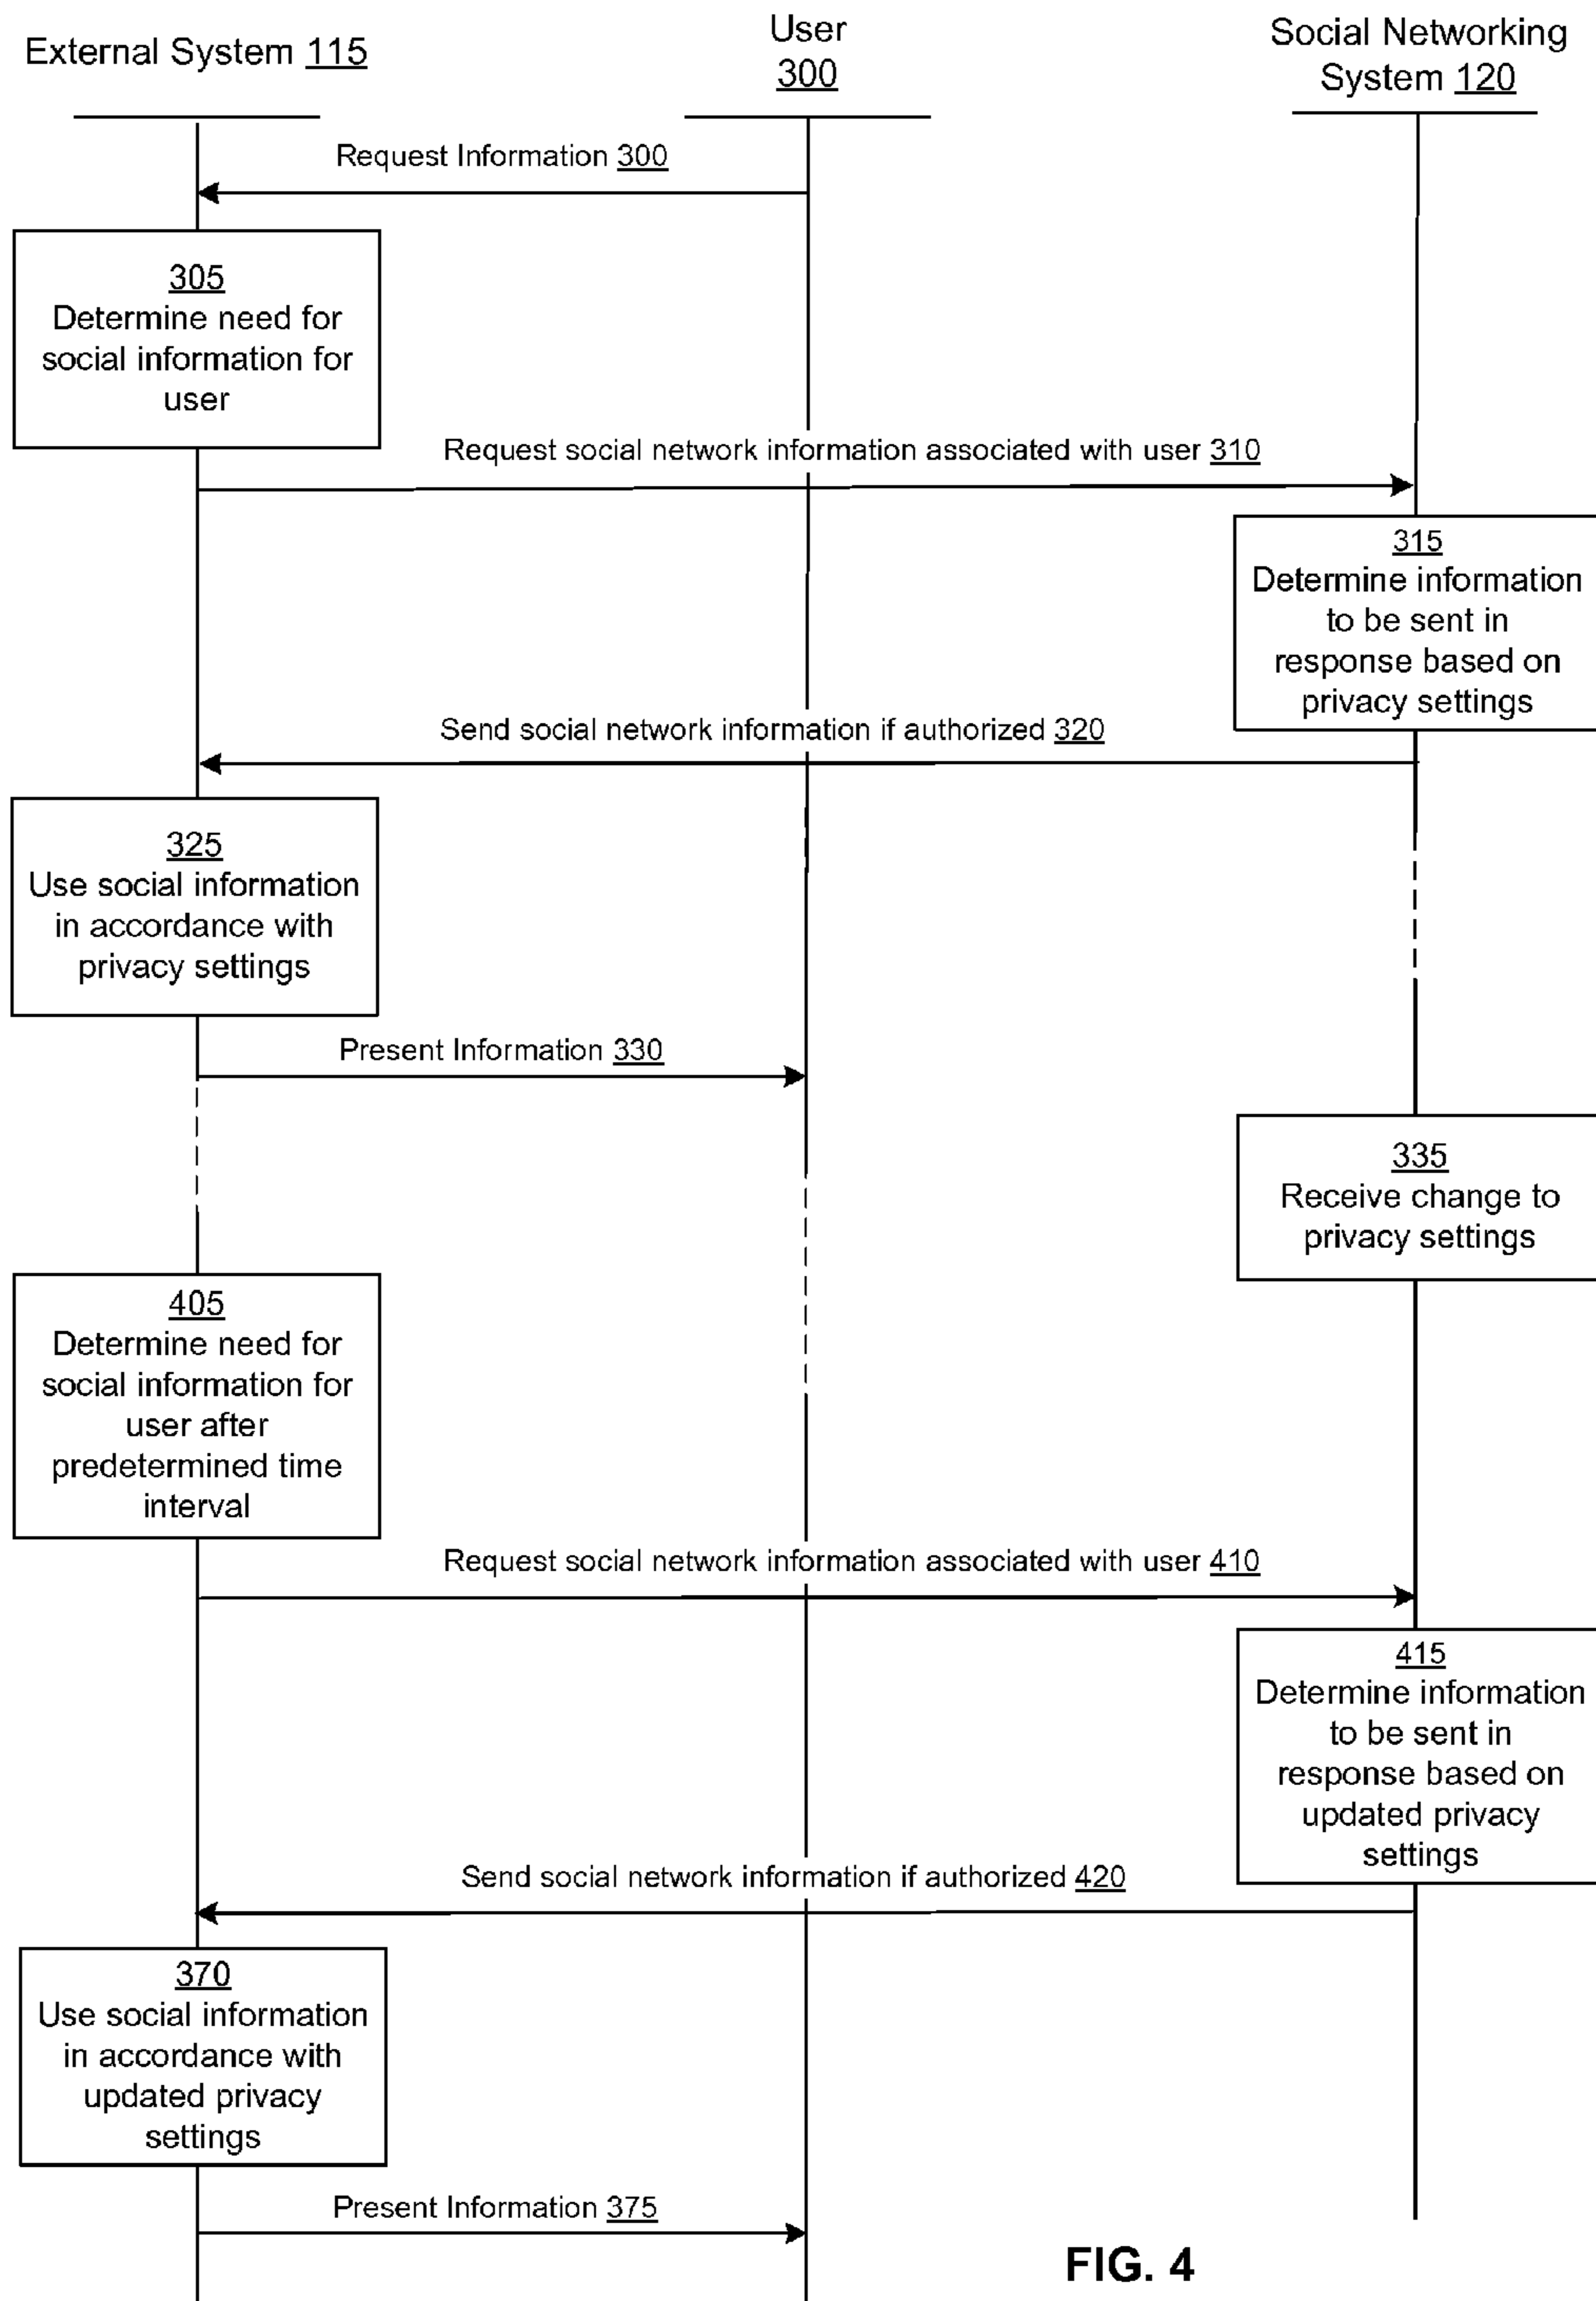 External System 115
User
300
Social Networking
System 120
Request Information 300
305
Determine need for
social information for
user
Request social network information associated with user 310
315
Determine information
to be sent in
response based on
privacy settings
Send social network information if authorized 320
325
Use social information
in accordance with
privacy settings
Present Information 330
335
Receive change to
privacy settings
405
Determine need for
social information for
user after
predetermined time
interval
Request social network information associated with user 410
415
Determine information
to be sent in
response based on
updated privacy
settings
Send social network information if authorized 420
370
Use social information
in accordance with
updated privacy
settings
Present Information 375
FIG. 4